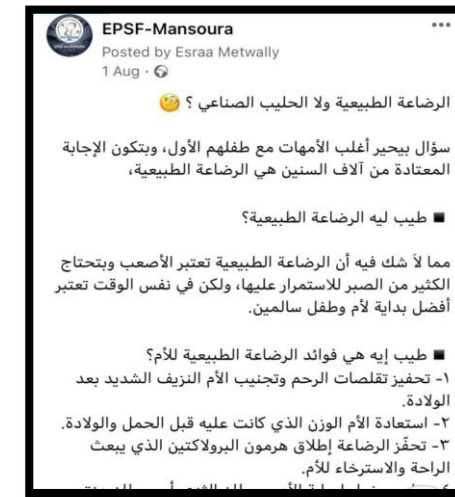 EPSF-Mansoura
Posted by Esraa Metwally
1 Aug ·
الرضاعة الطبيعية ولا الحليب الصناعي ؟ 🧐
سؤال بيحير أغلب الأمهات مع طفلهم الأول، وبتكون الإجابة
المعتادة من آلاف السنين هي الرضاعة الطبيعية،
■ طيب ليه الرضاعة الطبيعية؟
مما لاَ شك فيه أن الرضاعة الطبيعية تعتبر الأصعب وبتحتاج
الكثير من الصبر للاستمرار عليها، ولكن في نفس الوقت تعتبر
أفضل بداية لأم وطفل سالمين.
■ طيب إيه هي فوائد الرضاعة الطبيعية للأم؟
١- تحفيز تقلصات الرحم وتجنيب الأم النزيف الشديد بعد
الولادة.
٢- استعادة الأم الوزن الذي كانت عليه قبل الحمل والولادة.
٣- تحفّز الرضاعة إطلاق هرمون البرولاكتين الذي يبعث
الراحة والاسترخاء للأم.